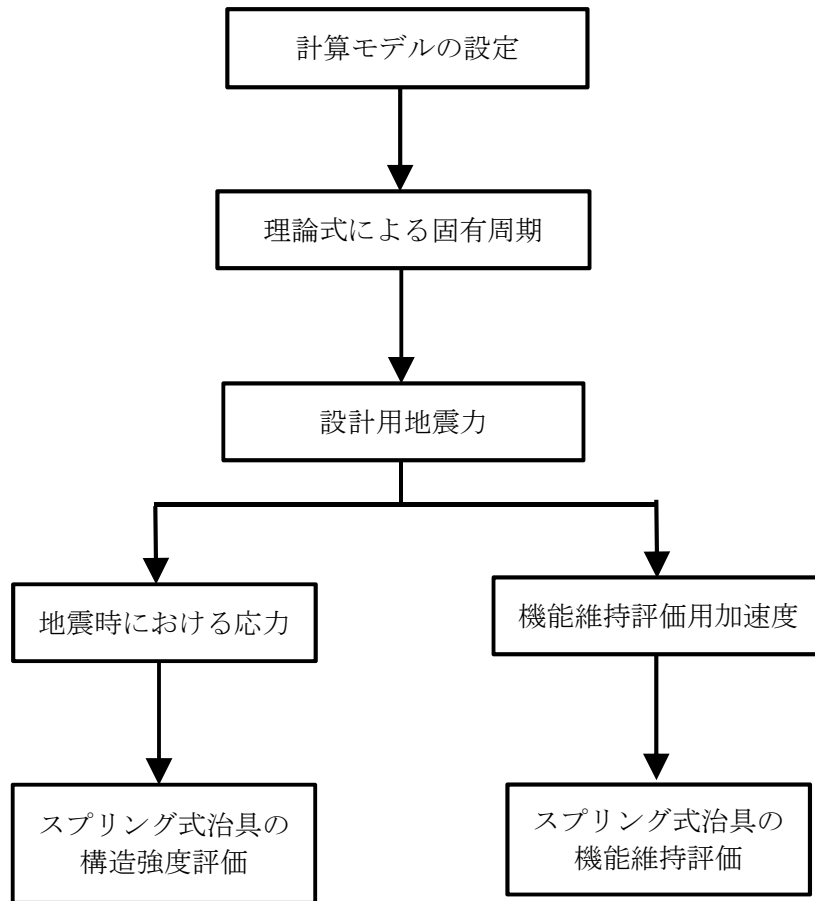 計算モデルの設定
理論式による固有周期
設計用地震力
地震時における応力
機能維持評価用加速度
スプリング式治具の
構造強度評価
スプリング式治具の
機能維持評価